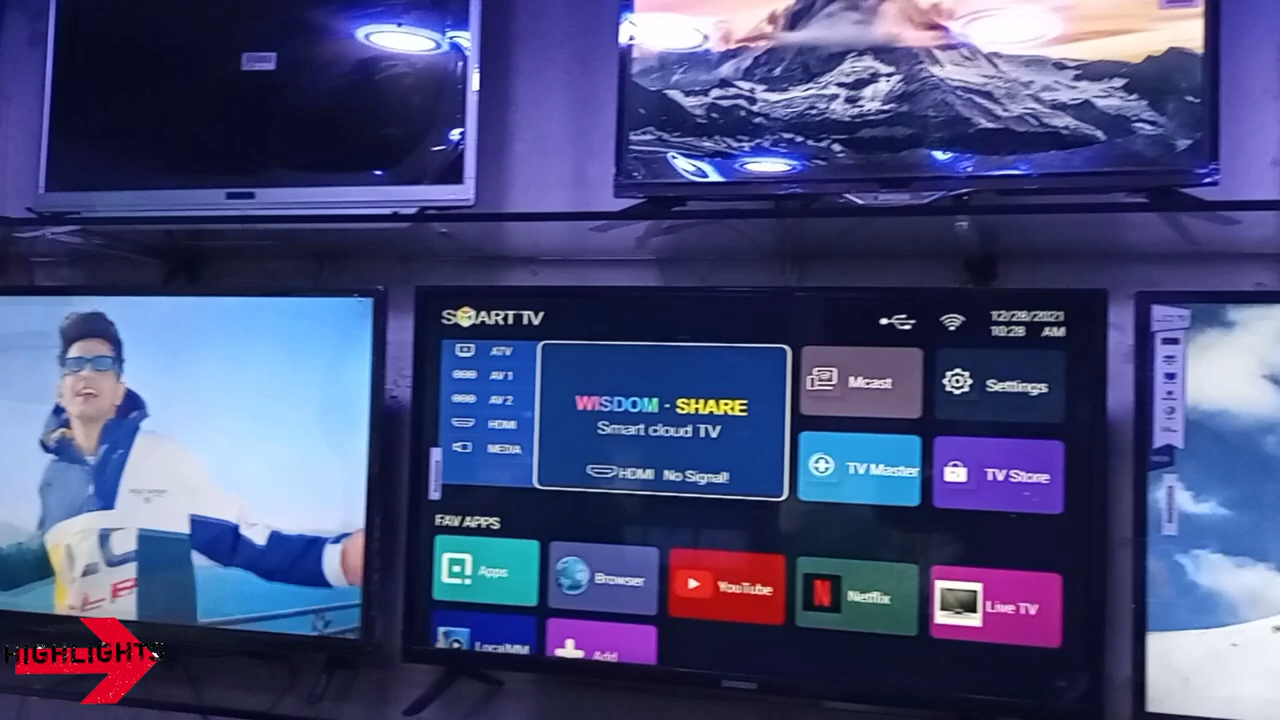 SMART TV
12/28/2021
10:28 AM
ATV
AV 1
AV 2
HDMI
MEDIA
WISDOM - SHARE
Smart cloud TV
HDMI No Signal!
Mcast
Settings
TV Master
TV Store
FAV APPS
Apps
Browser
YouTube
Netflix
Live TV
LocalMM
Add
HIGHLIGHTS